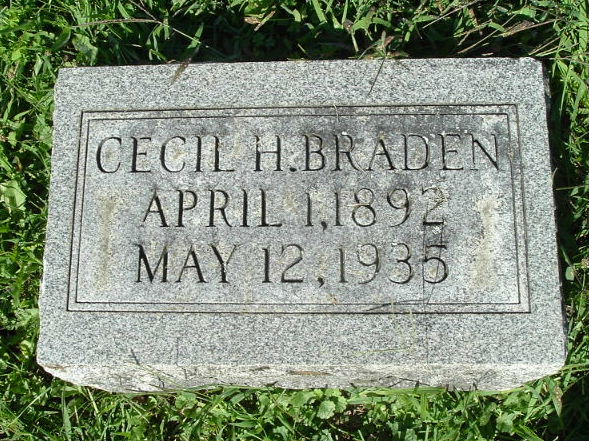 CECIL H. BRADEN
APRIL 1, 1892
MAY 12, 1935